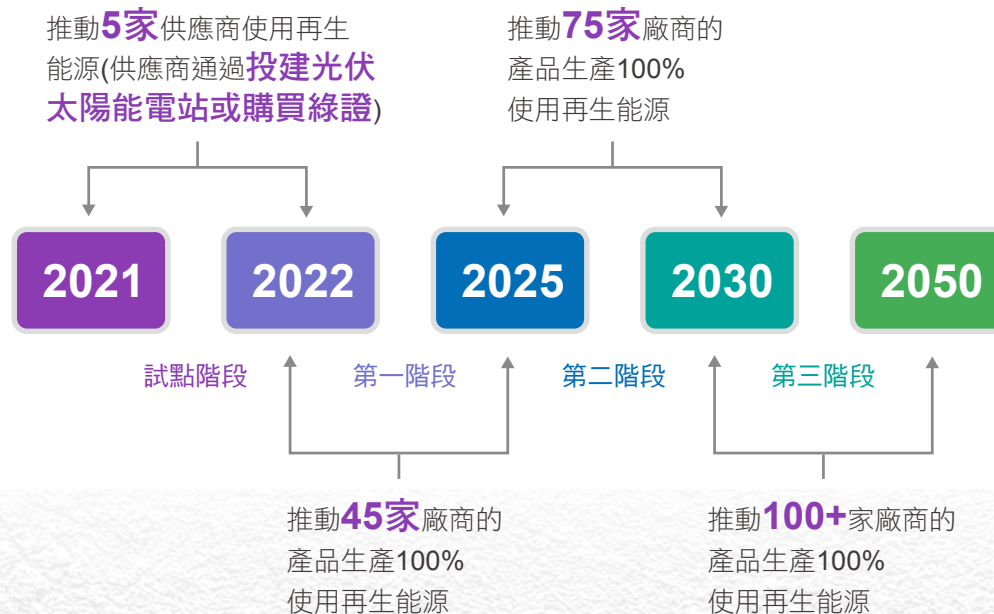 推動5家供應商使用再生
能源(供應商通過投建光伏
太陽能電站或購買綠證)
推動75家廠商的
產品生產100%
使用再生能源
2021
2022
2025
2030
2050
試點階段
第一階段
第二階段
第三階段
推動45家廠商的
產品生產100%
使用再生能源
推動100+家廠商的
產品生產100%
使用再生能源